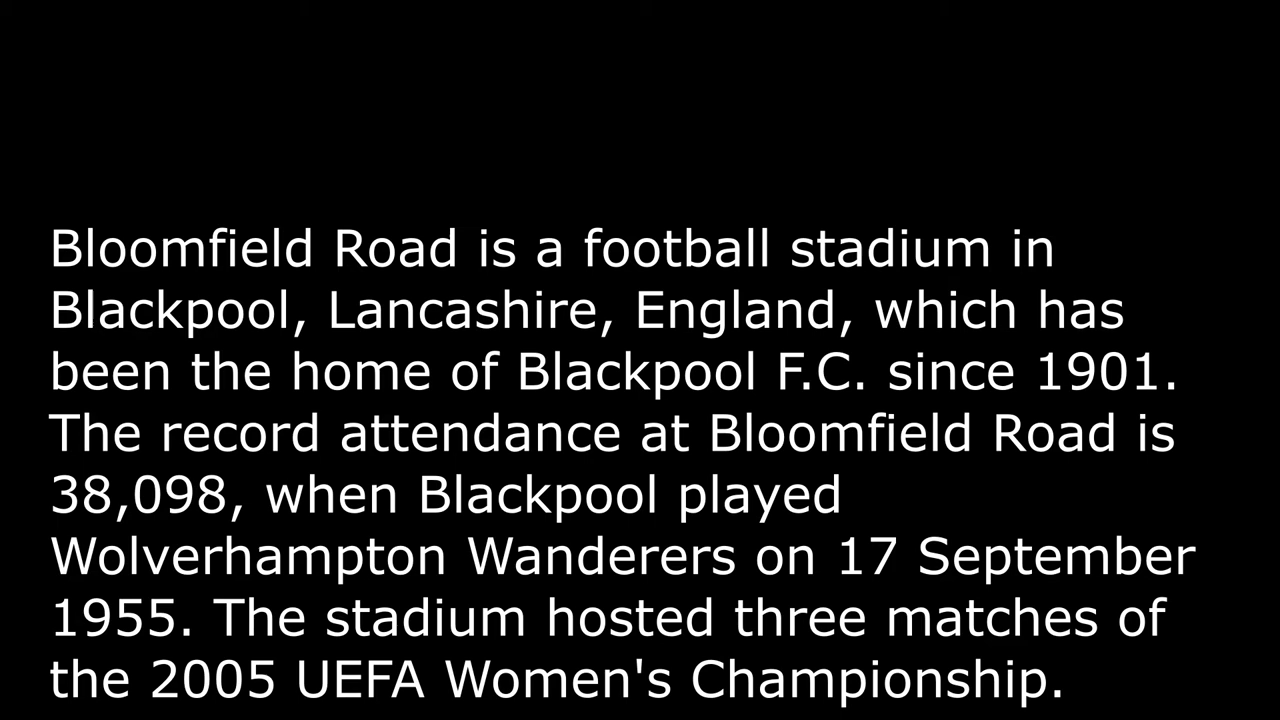 Bloomfield Road is a football stadium in
Blackpool, Lancashire, England, which has
been the home of Blackpool F.C. since 1901.
The record attendance at Bloomfield Road is
38,098, when Blackpool played
Wolverhampton Wanderers on 17 September
1955. The stadium hosted three matches of
the 2005 UEFA Women's Championship.